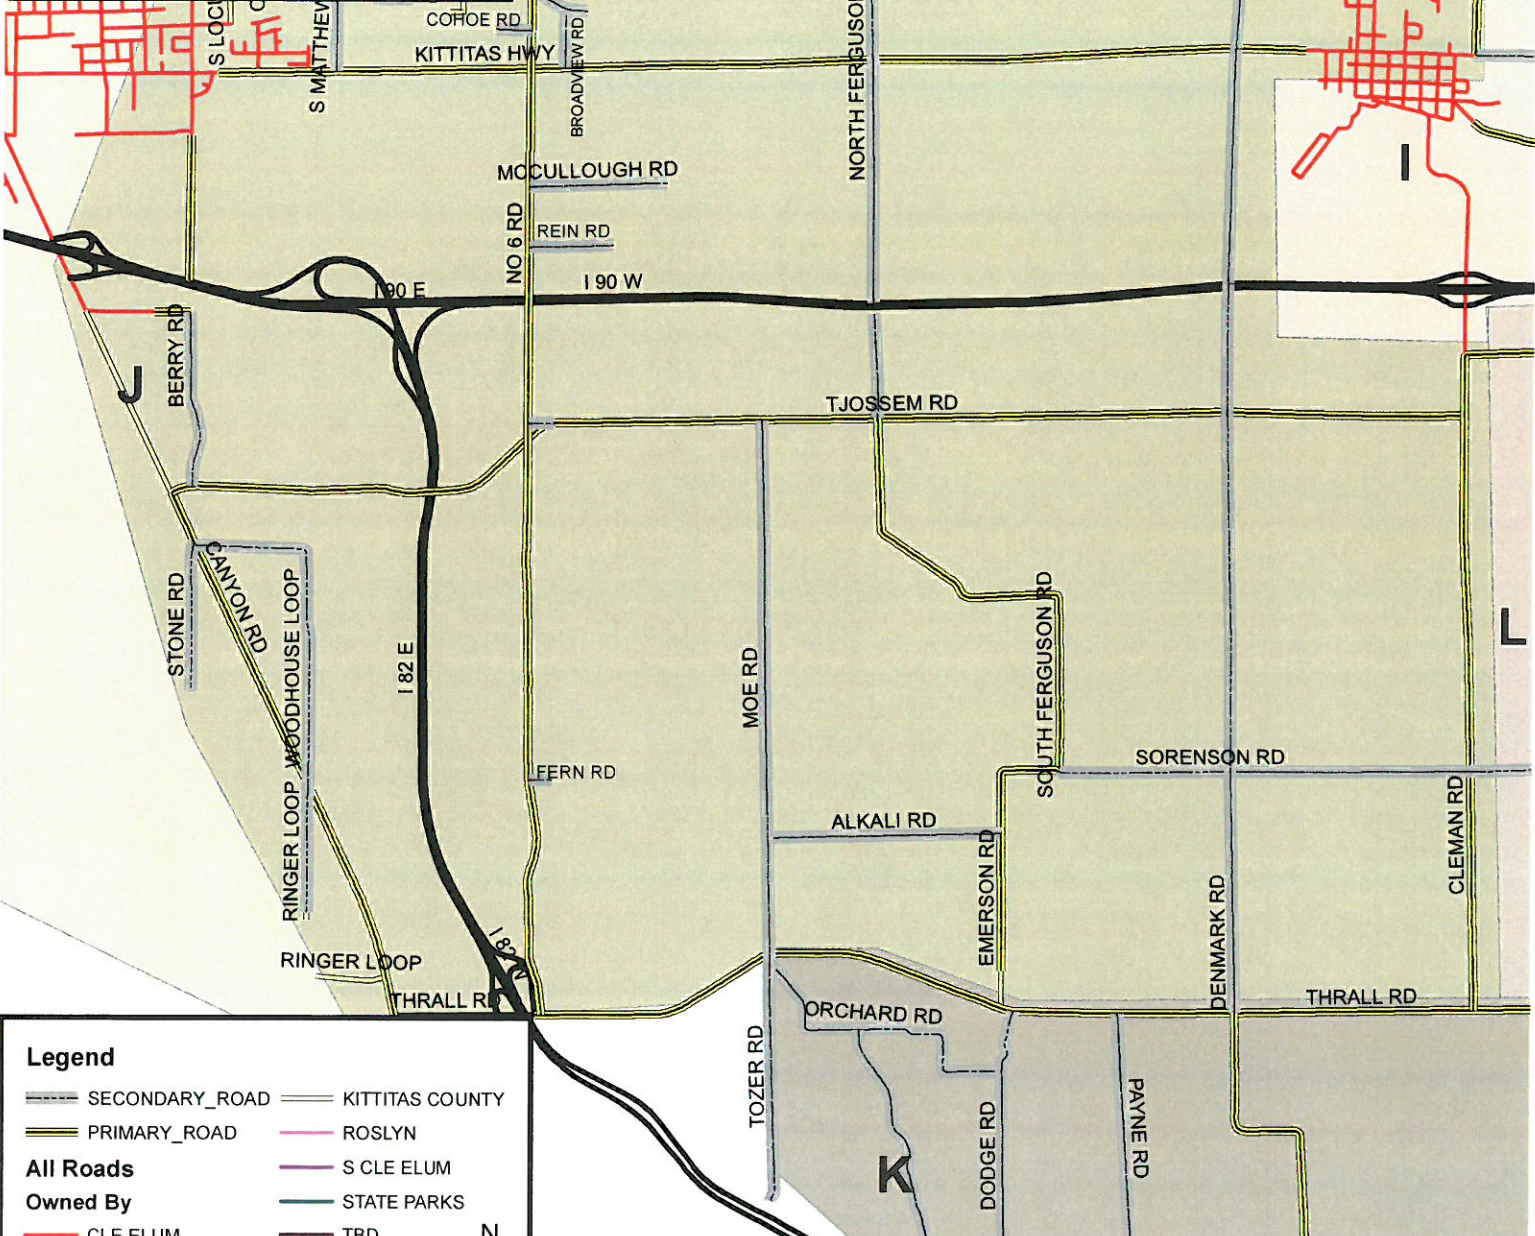 S LOCU
S MATTHEW
COHOE RD
KITTITAS HWY
BROADVIEW RD
NORTH FERGUSON
MCCULLOUGH RD
I
NO 6 RD
REIN RD
I 90 E
I 90 W
J
BERRY RD
TJOSSEM RD
CANYON RD
STONE RD
WOODHOUSE LOOP
I 82 E
MOE RD
SOUTH FERGUSON RD
L
SORENSON RD
FERN RD
RINGER LOOP
ALKALI RD
EMERSON RD
CLEMAN RD
DENMARK RD
I 82 W
RINGER LOOP
THRALL RD
THRALL RD
ORCHARD RD
TOZER RD
K
DODGE RD
PAYNE RD
Legend
SECONDARY_ROAD
KITTITAS COUNTY
PRIMARY_ROAD
ROSLYN
All Roads
S CLE ELUM
Owned By
STATE PARKS
CLE ELUM
TBD
N